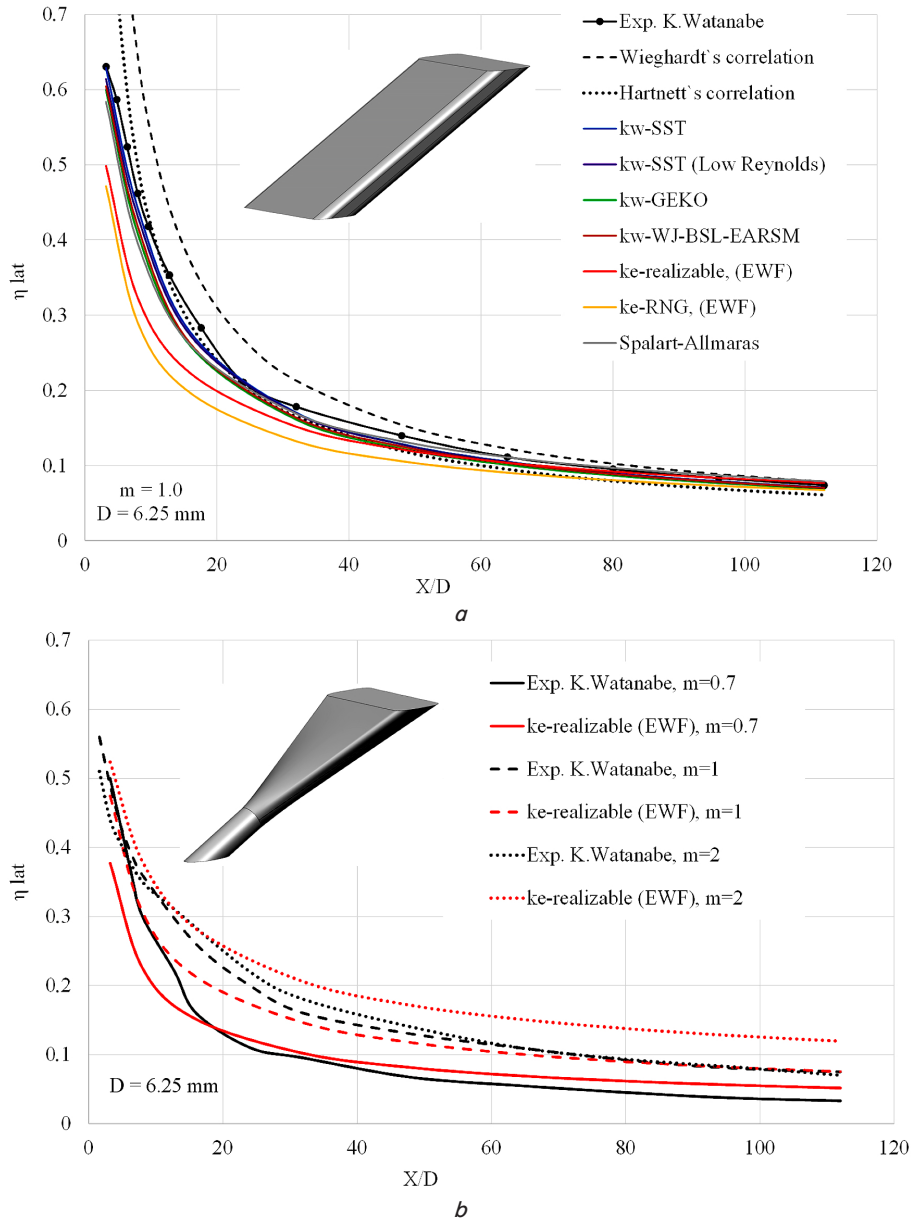 0.7
0.6
0.5
0.4
0.3
0.2
0.1
0
η lat
Exp. K.Watanabe
Wieghardt`s correlation
Hartnett`s correlation
kw-SST
kw-SST (Low Reynolds)
kw-GEKO
kw-WJ-BSL-EARSM
ke-realizable, (EWF)
ke-RNG, (EWF)
Spalart-Allmaras
m = 1.0
D = 6.25 mm
0 20 40 60 80 100 120
X/D
a
0.7
0.6
0.5
0.4
0.3
0.2
0.1
0
η lat
Exp. K.Watanabe, m=0.7
ke-realizable (EWF), m=0.7
Exp. K.Watanabe, m=1
ke-realizable (EWF), m=1
Exp. K.Watanabe, m=2
ke-realizable (EWF), m=2
D = 6.25 mm
0 20 40 60 80 100 120
X/D
b